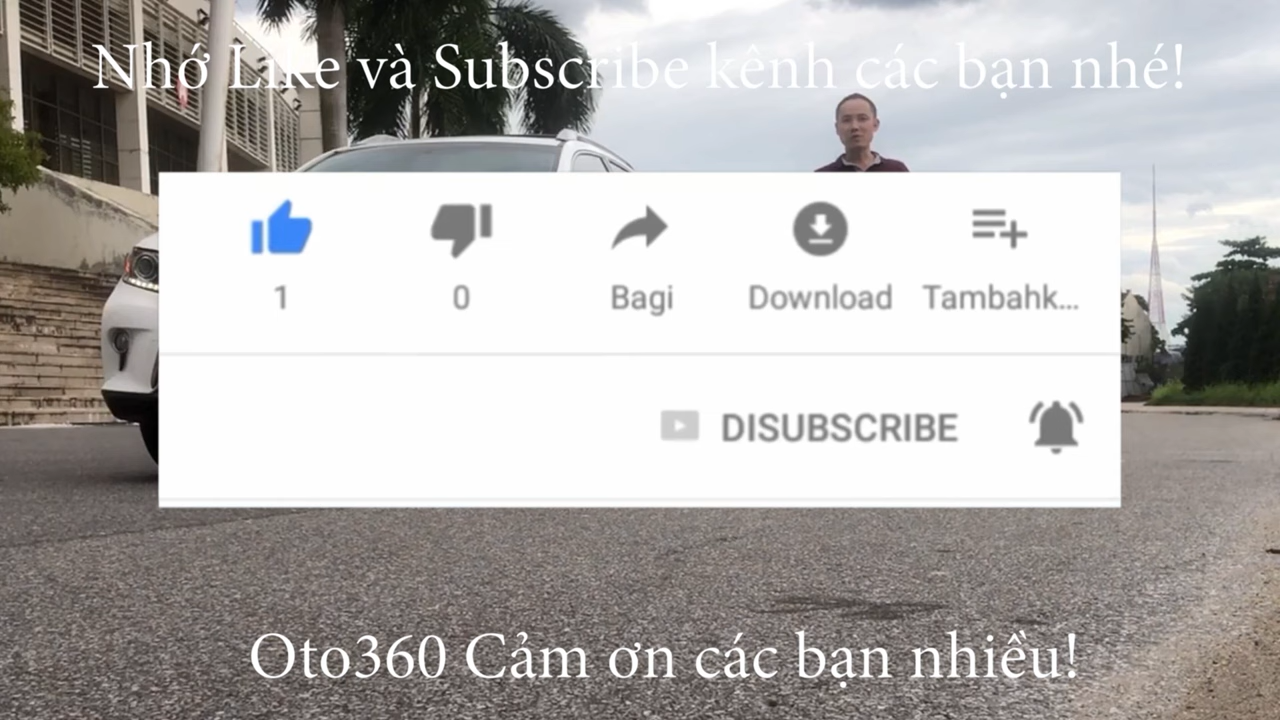 Nhớ Like và Subscribe kênh các bạn nhé!
1 0 Bagi Download Tambahk...
DISUBSCRIBE
Oto360 Cảm ơn các bạn nhiều!